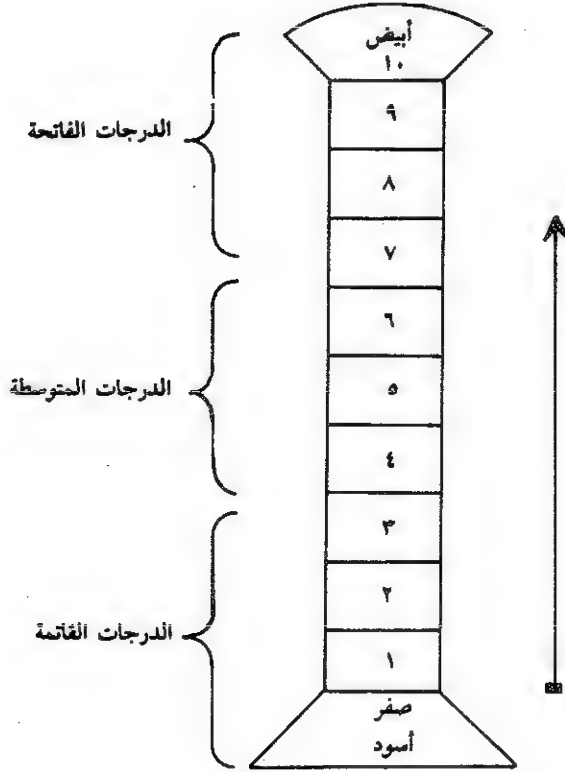 أبيض
١٠
٩
الدرجات الفاتحة
٨
٧
٦
٥
الدرجات المتوسطة
٤
٣
٢
الدرجات القاتمة
١
صفر
أسود